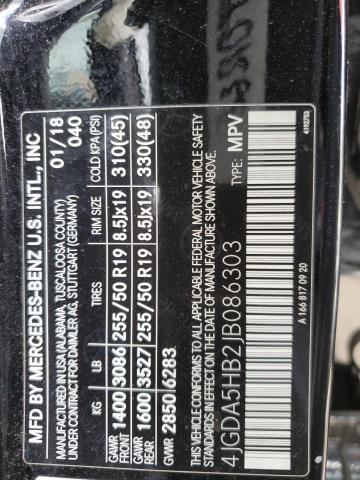 MFD BY MERCEDES-BENZ U.S. INTL., INC
MANUFACTURED IN USA (ALABAMA, TUSCALOOSA COUNTY) 01/18
UNDER CONTRACT FOR DAIMLER AG, STUTTGART (GERMANY) 040
KG LB TIRES RIM SIZE COLD KPA (PSI)
GAWR FRONT 1400 3086 255/50 R19 8.5Jx19 310(45)
GAWR REAR 1600 3527 255/50 R19 8.5Jx19 330(48)
GVWR 2850/6283
THIS VEHICLE CONFORMS TO ALL APPLICABLE FEDERAL MOTOR VEHICLE SAFETY
AND THEFT PREVENTION STANDARDS IN EFFECT ON THE DATE OF MANUFACTURE SHOWN ABOVE.
4JGDA5HB2JB086303 TYPE: MPV
A 166 817 09 20
4192753